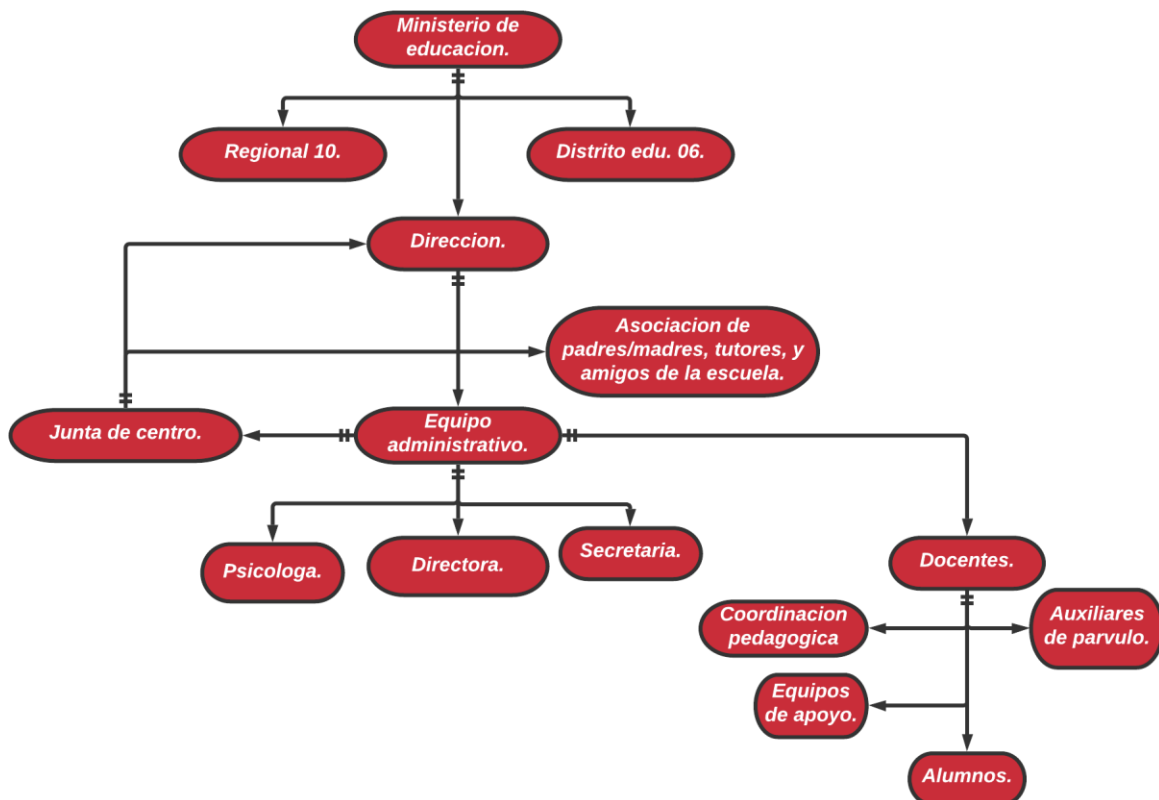 Ministerio de
educacion.
Regional 10.
Distrito edu. 06.
Direccion.
Asociacion de
padres/madres, tutores, y
amigos de la escuela.
Junta de centro.
Equipo
administrativo.
Psicologa.
Directora.
Secretaria.
Docentes.
Coordinacion
pedagogica
Auxiliares
de parvulo.
Equipos
de apoyo.
Alumnos.